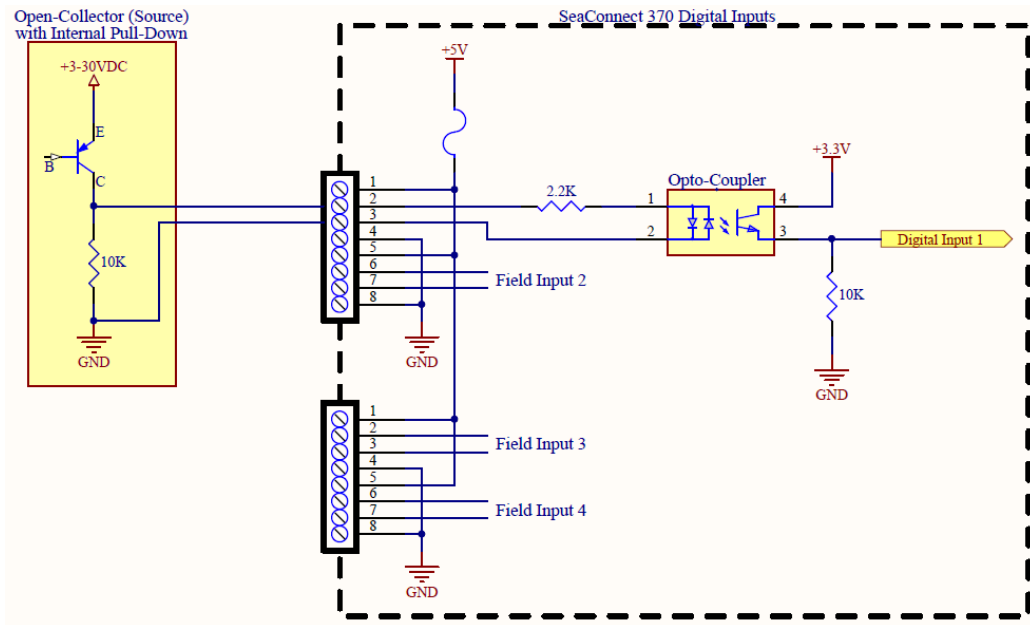 Open-Collector (Source)
with Internal Pull-Down
+3-30VDC
E
B
C
10K
GND
SeaConnect 370 Digital Inputs
+5V
1
2
3
4
5
6
7
8
Field Input 2
GND
2.2K
Opto-Coupler
1
2
4
3
+3.3V
Digital Input 1
10K
GND
1
2
3
4
5
6
7
8
Field Input 3
Field Input 4
GND